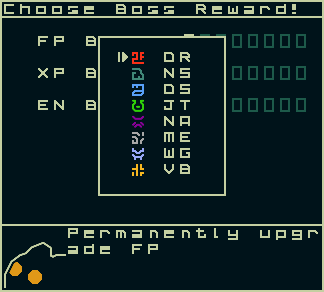 Choose Boss Reward!
FP B
XP B
EN B
DR
NS
DS
JT
NA
ME
WG
VB
Permanently upgr
ade FP